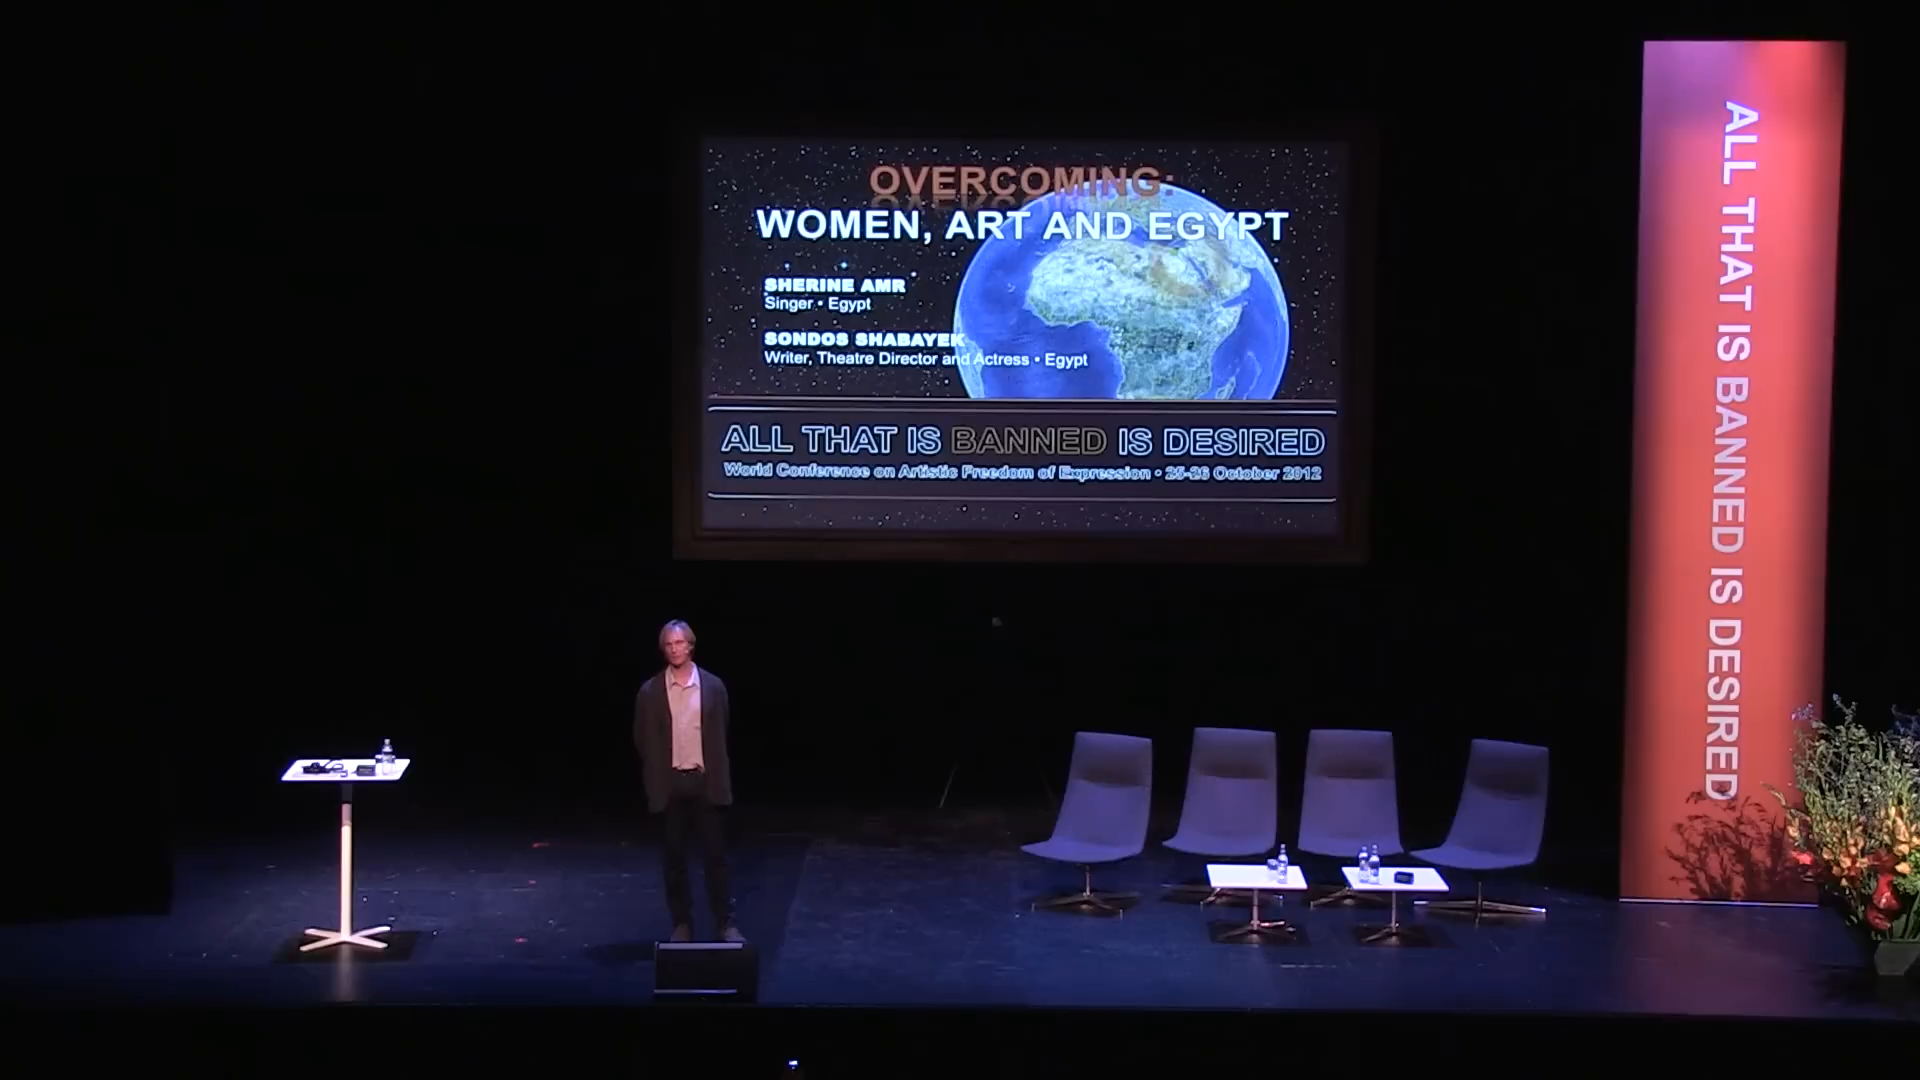 OVERCOMING:
WOMEN, ART AND EGYPT
SHERINE AMR
Singer • Egypt
SONDOS SHABAYEK
Writer, Theatre Director and Actress • Egypt
ALL THAT IS BANNED IS DESIRED
World Conference on Artistic Freedom of Expression • 25-26 October 2012
ALL THAT IS BANNED IS DESIRED